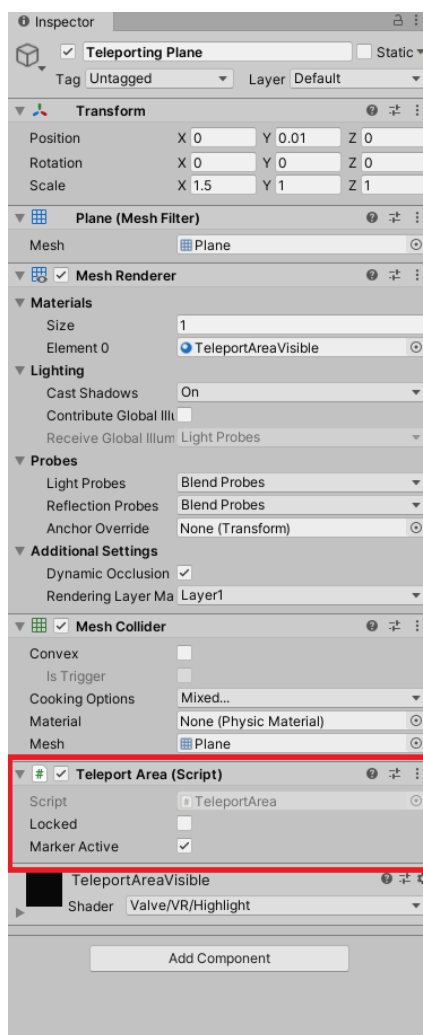 Inspector
Teleporting Plane Static
Tag Untagged Layer Default
Transform
Position X 0 Y 0.01 Z 0
Rotation X 0 Y 0 Z 0
Scale X 1.5 Y 1 Z 1
Plane (Mesh Filter)
Mesh Plane
Mesh Renderer
Materials
Size 1
Element 0 TeleportAreaVisible
Lighting
Cast Shadows On
Contribute Global Illu
Receive Global Illum Light Probes
Probes
Light Probes Blend Probes
Reflection Probes Blend Probes
Anchor Override None (Transform)
Additional Settings
Dynamic Occlusion
Rendering Layer Ma Layer1
Mesh Collider
Convex
Is Trigger
Cooking Options Mixed...
Material None (Physic Material)
Mesh Plane
# Teleport Area (Script)
Script # TeleportArea
Locked
Marker Active
TeleportAreaVisible
Shader Valve/VR/Highlight
Add Component